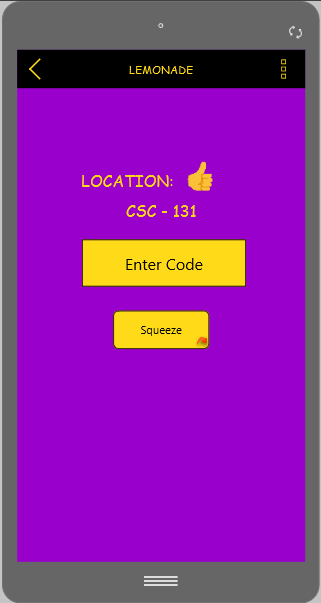 LEMONADE
LOCATION:
CSC - 131
Enter Code
Squeeze